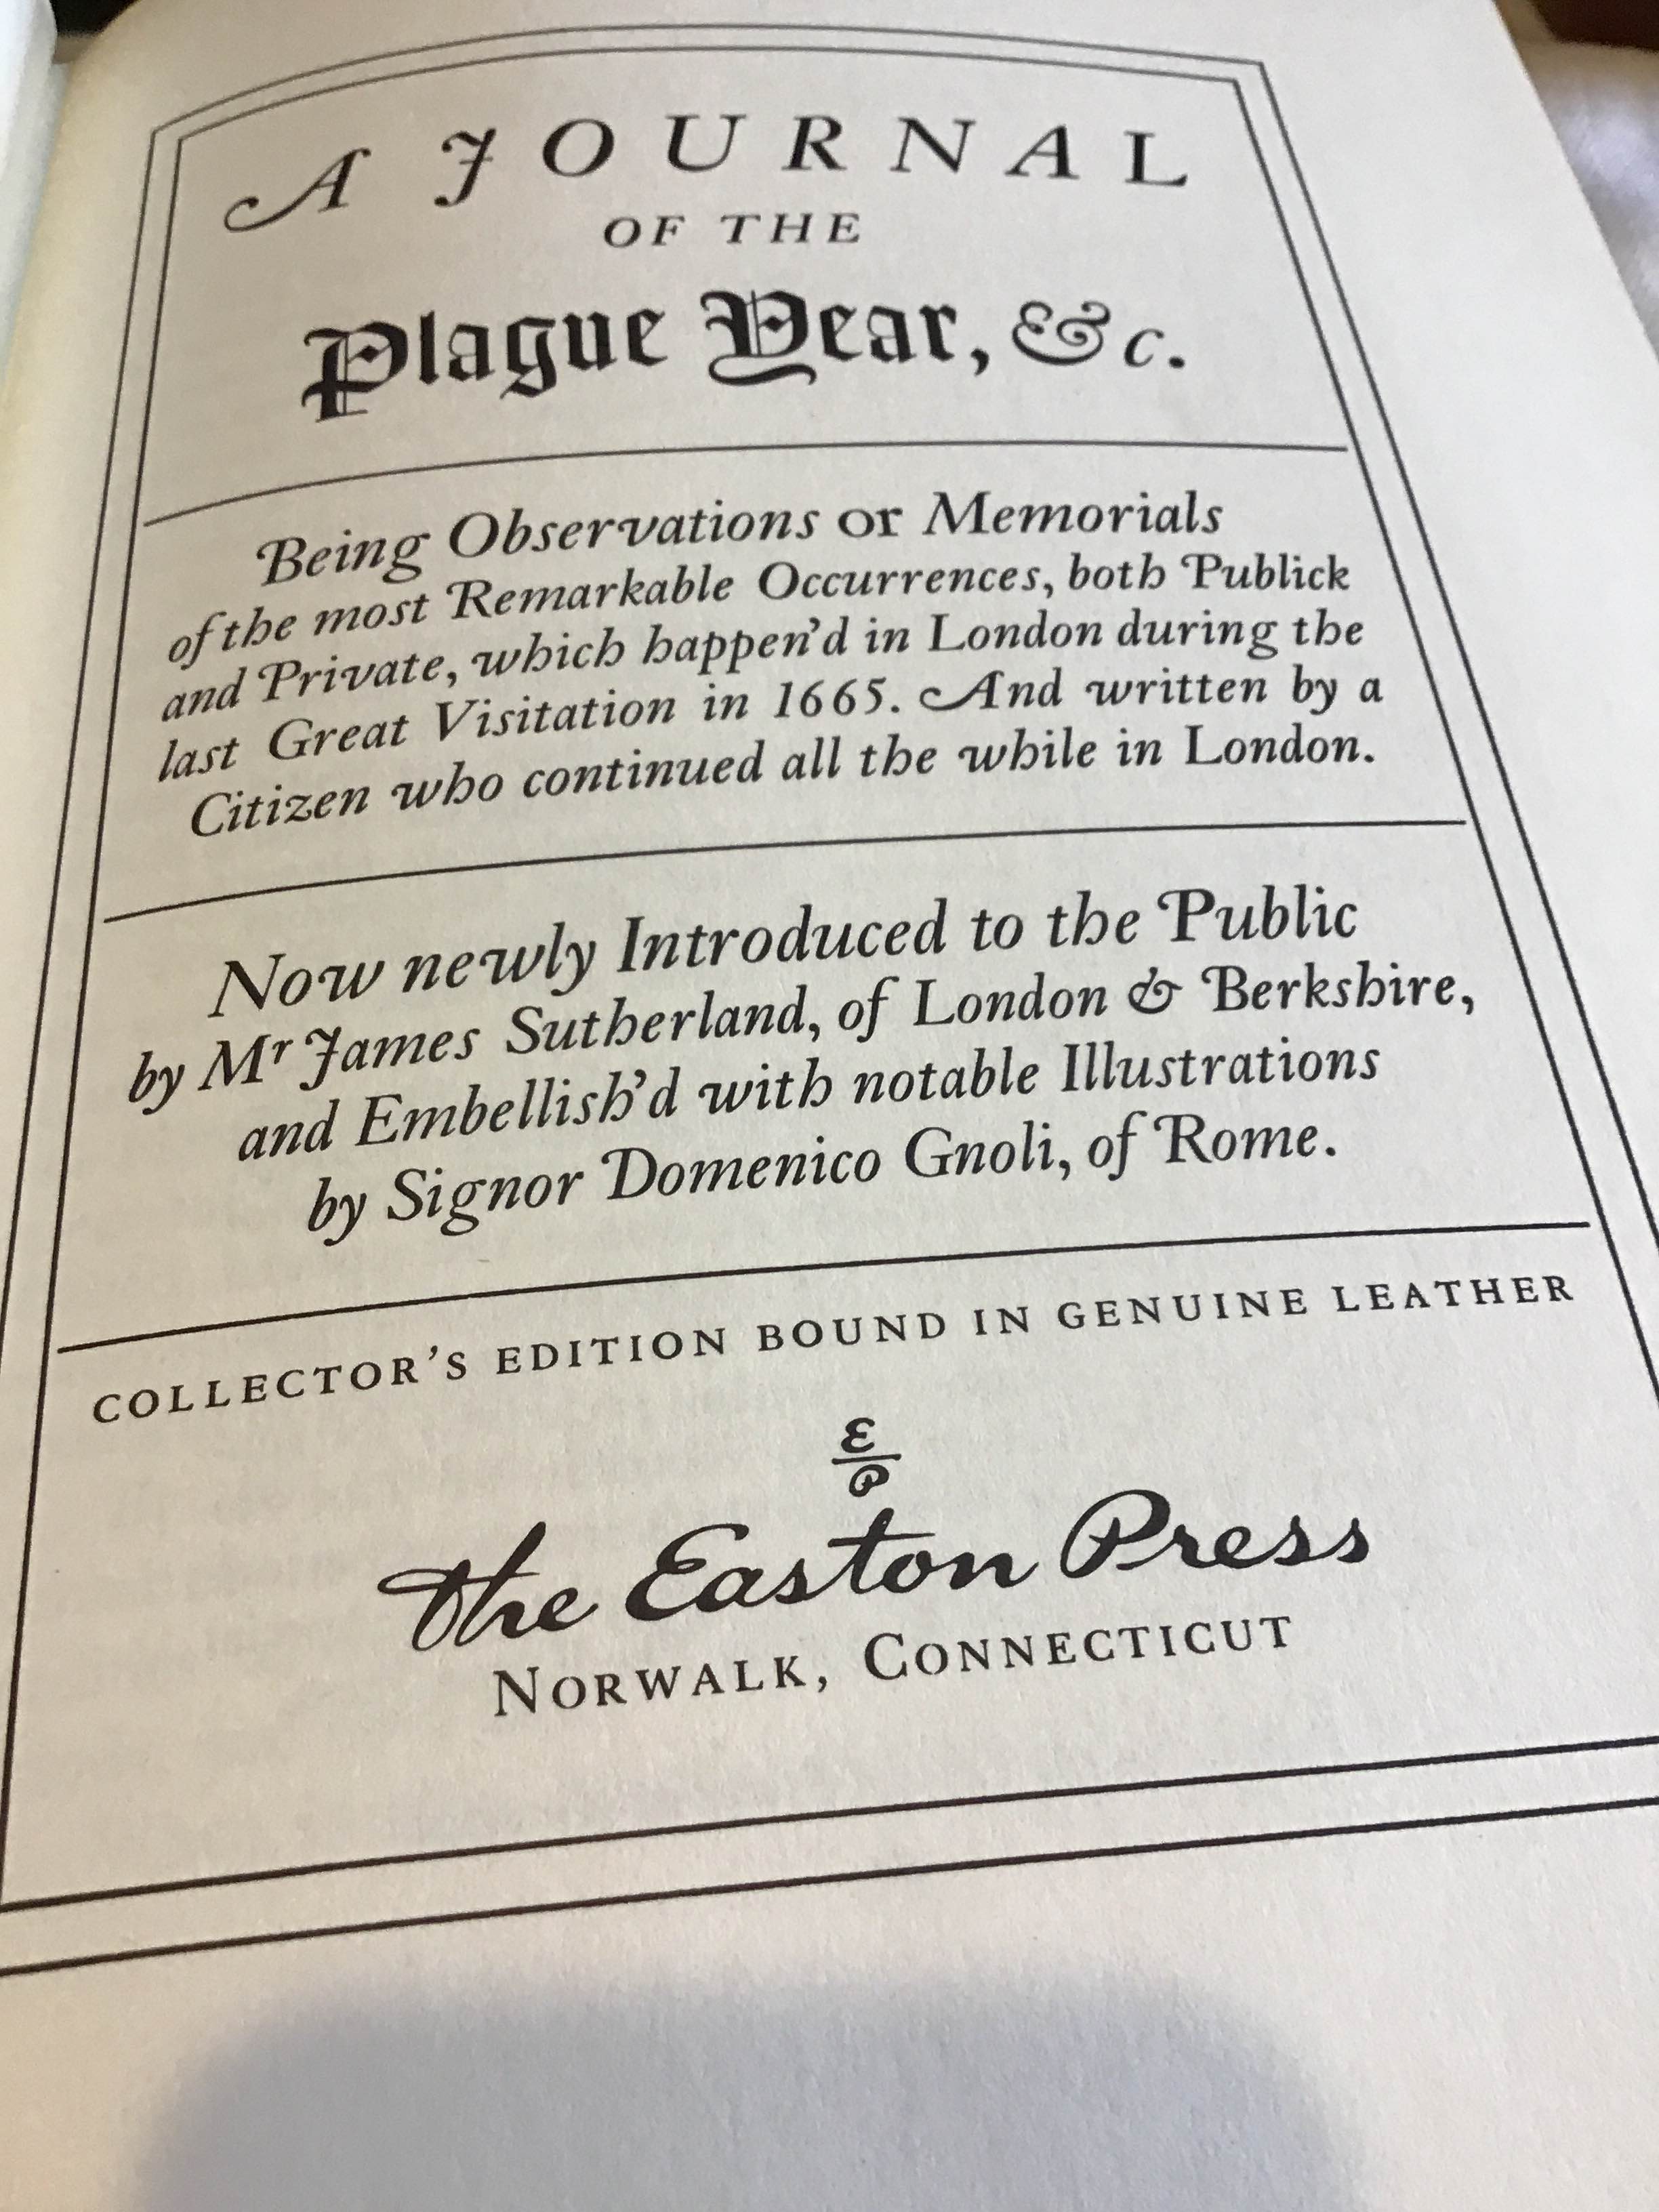 A JOURNAL
OF THE
Plague Year, &c.
Being Observations or Memorials
of the most Remarkable Occurrences, both Publick
and Private, which happen'd in London during the
last Great Visitation in 1665. And written by a
Citizen who continued all the while in London.
Now newly Introduced to the Public
by Mr James Sutherland, of London & Berkshire,
and Embellish'd with notable Illustrations
by Signor Domenico Gnoli, of Rome.
COLLECTOR'S EDITION BOUND IN GENUINE LEATHER
E
P
The Easton Press
NORWALK, CONNECTICUT